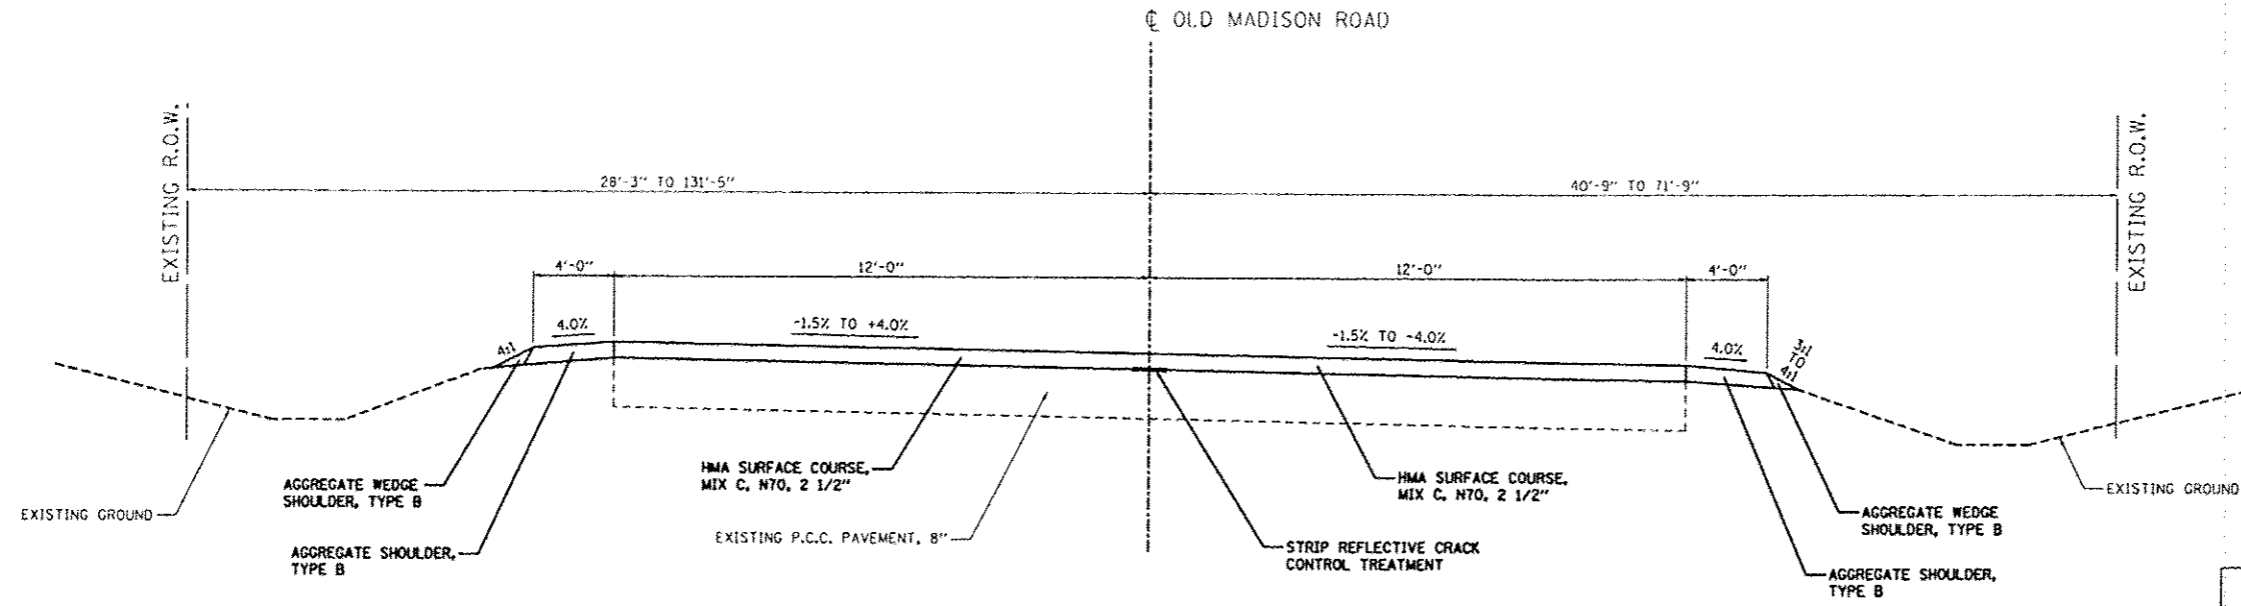 ℄ OLD MADISON ROAD
EXISTING R.O.W.
EXISTING R.O.W.
28'-3" TO 131'-5"
40'-9" TO 71'-9"
4'-0"
12'-0"
12'-0"
4'-0"
4.0%
-1.5% TO +4.0%
-1.5% TO -4.0%
4.0%
4:1
3:1
TO
4:1
AGGREGATE WEDGE
SHOULDER, TYPE B
HMA SURFACE COURSE,
MIX C, N70, 2 1/2"
HMA SURFACE COURSE,
MIX C, N70, 2 1/2"
EXISTING GROUND
EXISTING GROUND
AGGREGATE WEDGE
SHOULDER, TYPE B
EXISTING P.C.C. PAVEMENT, 8"
AGGREGATE SHOULDER,
TYPE B
STRIP REFLECTIVE CRACK
CONTROL TREATMENT
AGGREGATE SHOULDER,
TYPE B